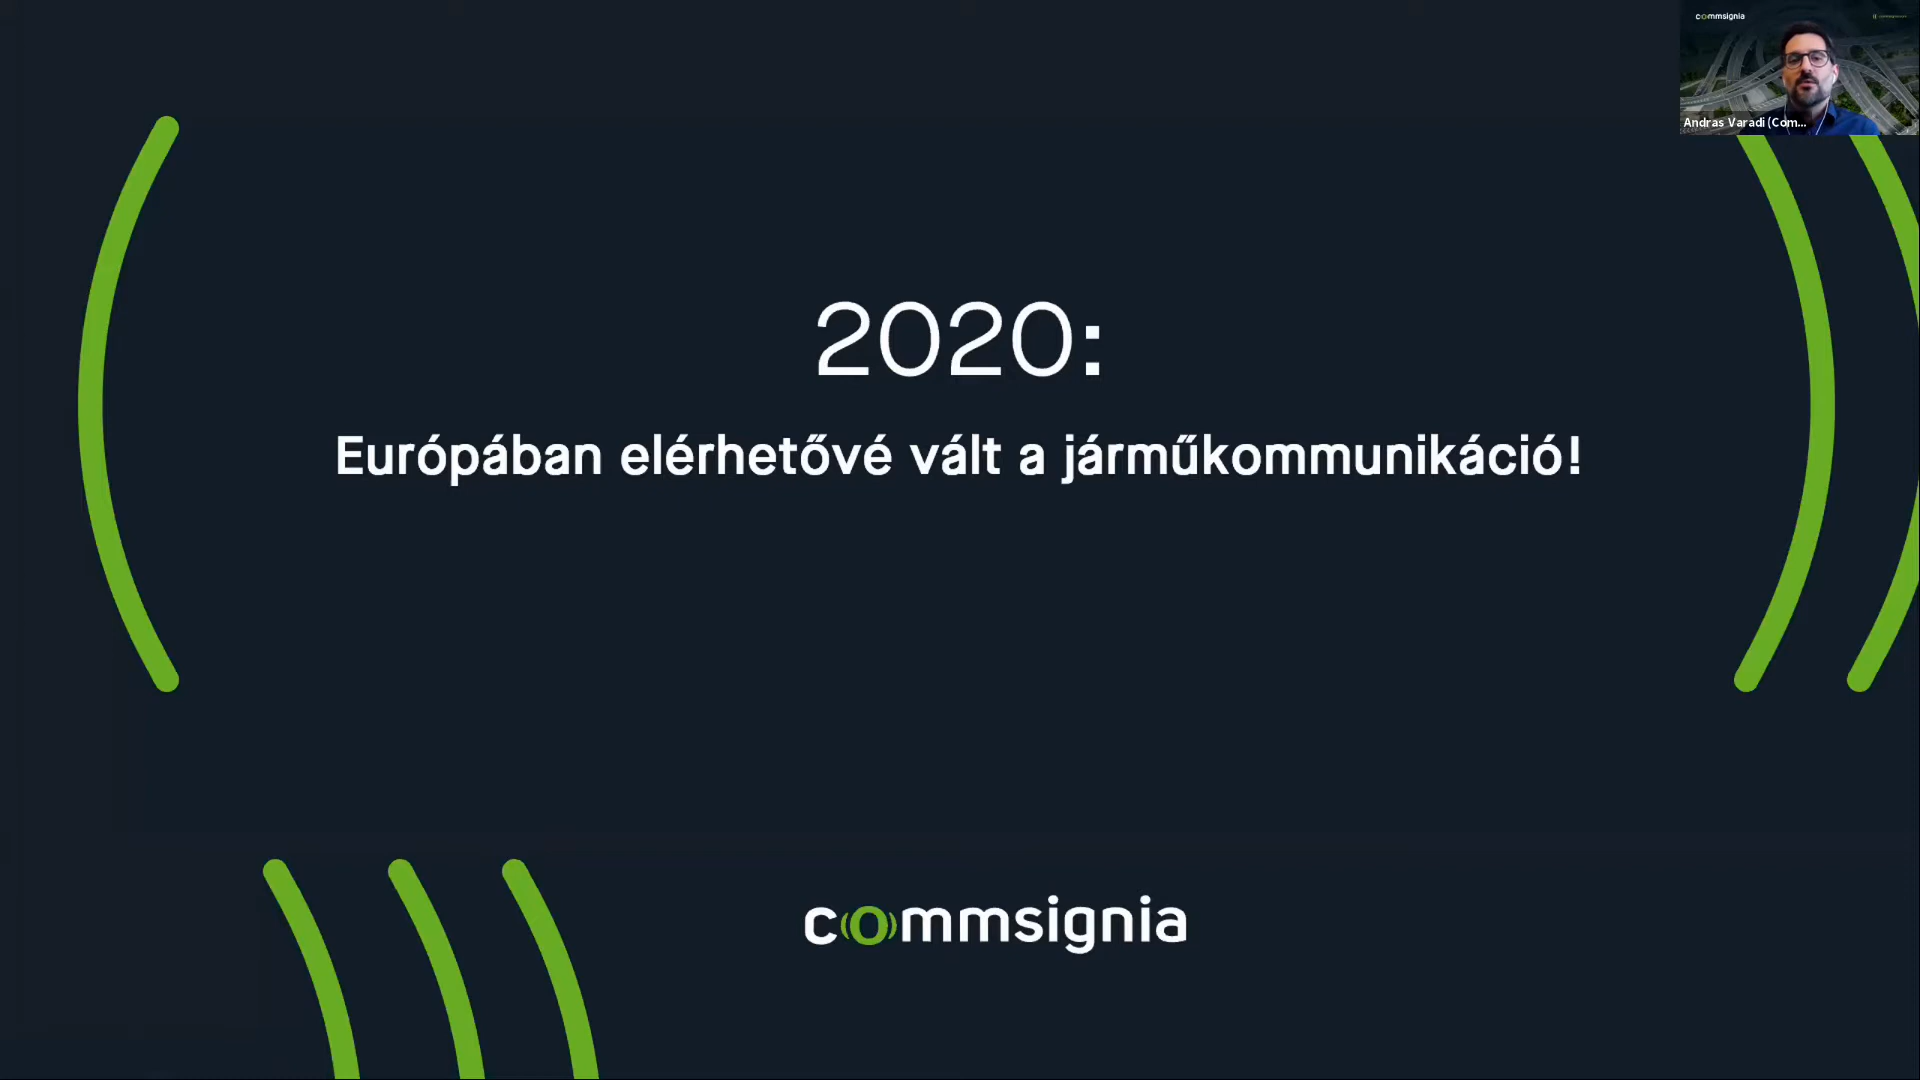 commsignia
Andras Varadi (Com...
2020:
Európában elérhetővé vált a járműkommunikáció!
commsignia